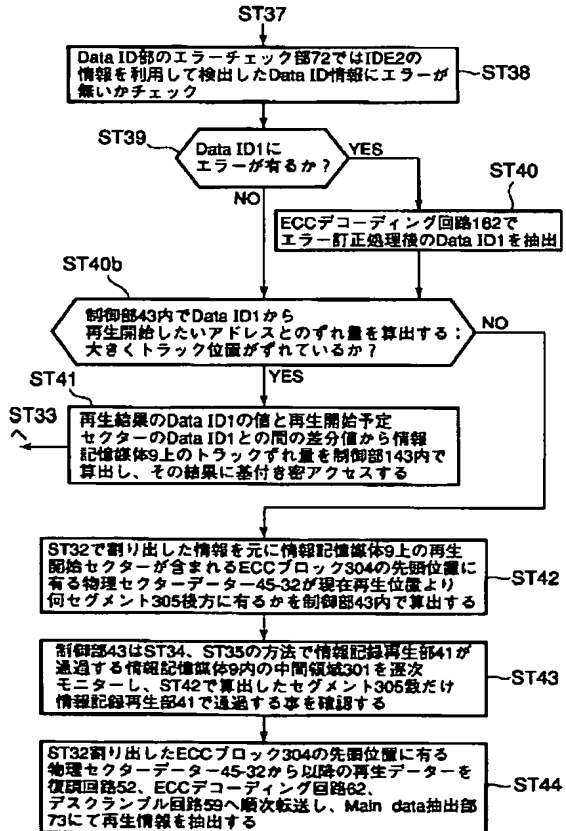 ST37
Data ID部のエラーチェック部72ではIDE2の
情報を利用して検出したData ID情報にエラーが
無いかチェック
ST38
ST39
Data ID1に
エラーが有るか？
YES
NO
ST40
ECCデコーディング回路162で
エラー訂正処理後のData ID1を抽出
ST40b
制御部43内でData ID1から
再生開始したいアドレスとのずれ量を算出する：
大きくトラック位置がずれているか？
NO
YES
ST41
ST33
へ
再生結果のData ID1の値と再生開始予定
セクターのData ID1との間の差分値から情報
記憶媒体9上のトラックずれ量を制御部143内で
算出し、その結果に基付き密アクセスする
ST32で割り出した情報を元に情報記憶媒体9上の再生
開始セクターが含まれるECCブロック304の先頭位置に
有る物理セクターデーター45-32が現在再生位置より
何セグメント305後方に有るかを制御部43内で算出する
ST42
制御部43はST34、ST35の方法で情報記録再生部41が
通過する情報記憶媒体9内の中間領域301を逐次
モニターし、ST42で算出したセグメント305数だけ
情報記録再生部41で通過する事を確認する
ST43
ST32割り出したECCブロック304の先頭位置に有る
物理セクターデーター45-32から以降の再生データーを
復調回路52、ECCデコーディング回路62、
デスクランブル回路59へ順次転送し、Main data抽出部
73にて再生情報を抽出する
ST44